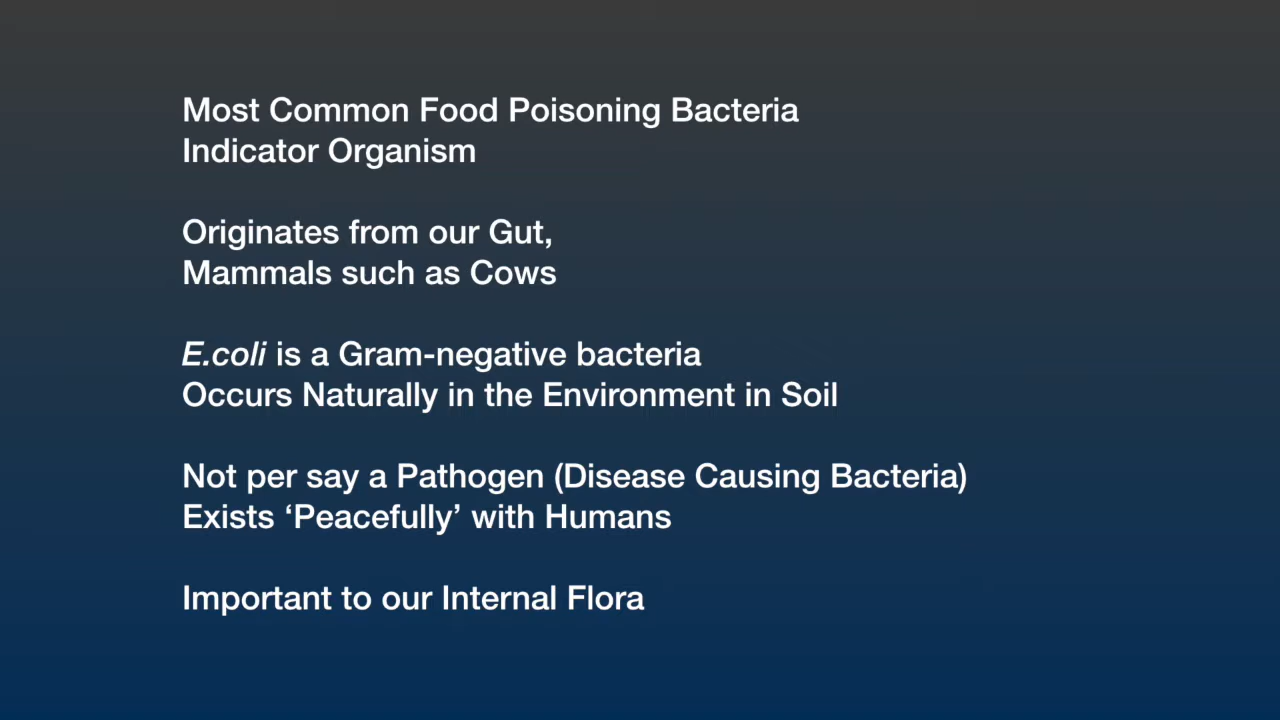 Most Common Food Poisoning Bacteria
Indicator Organism
Originates from our Gut,
Mammals such as Cows
E.coli is a Gram-negative bacteria
Occurs Naturally in the Environment in Soil
Not per say a Pathogen (Disease Causing Bacteria)
Exists ‘Peacefully’ with Humans
Important to our Internal Flora